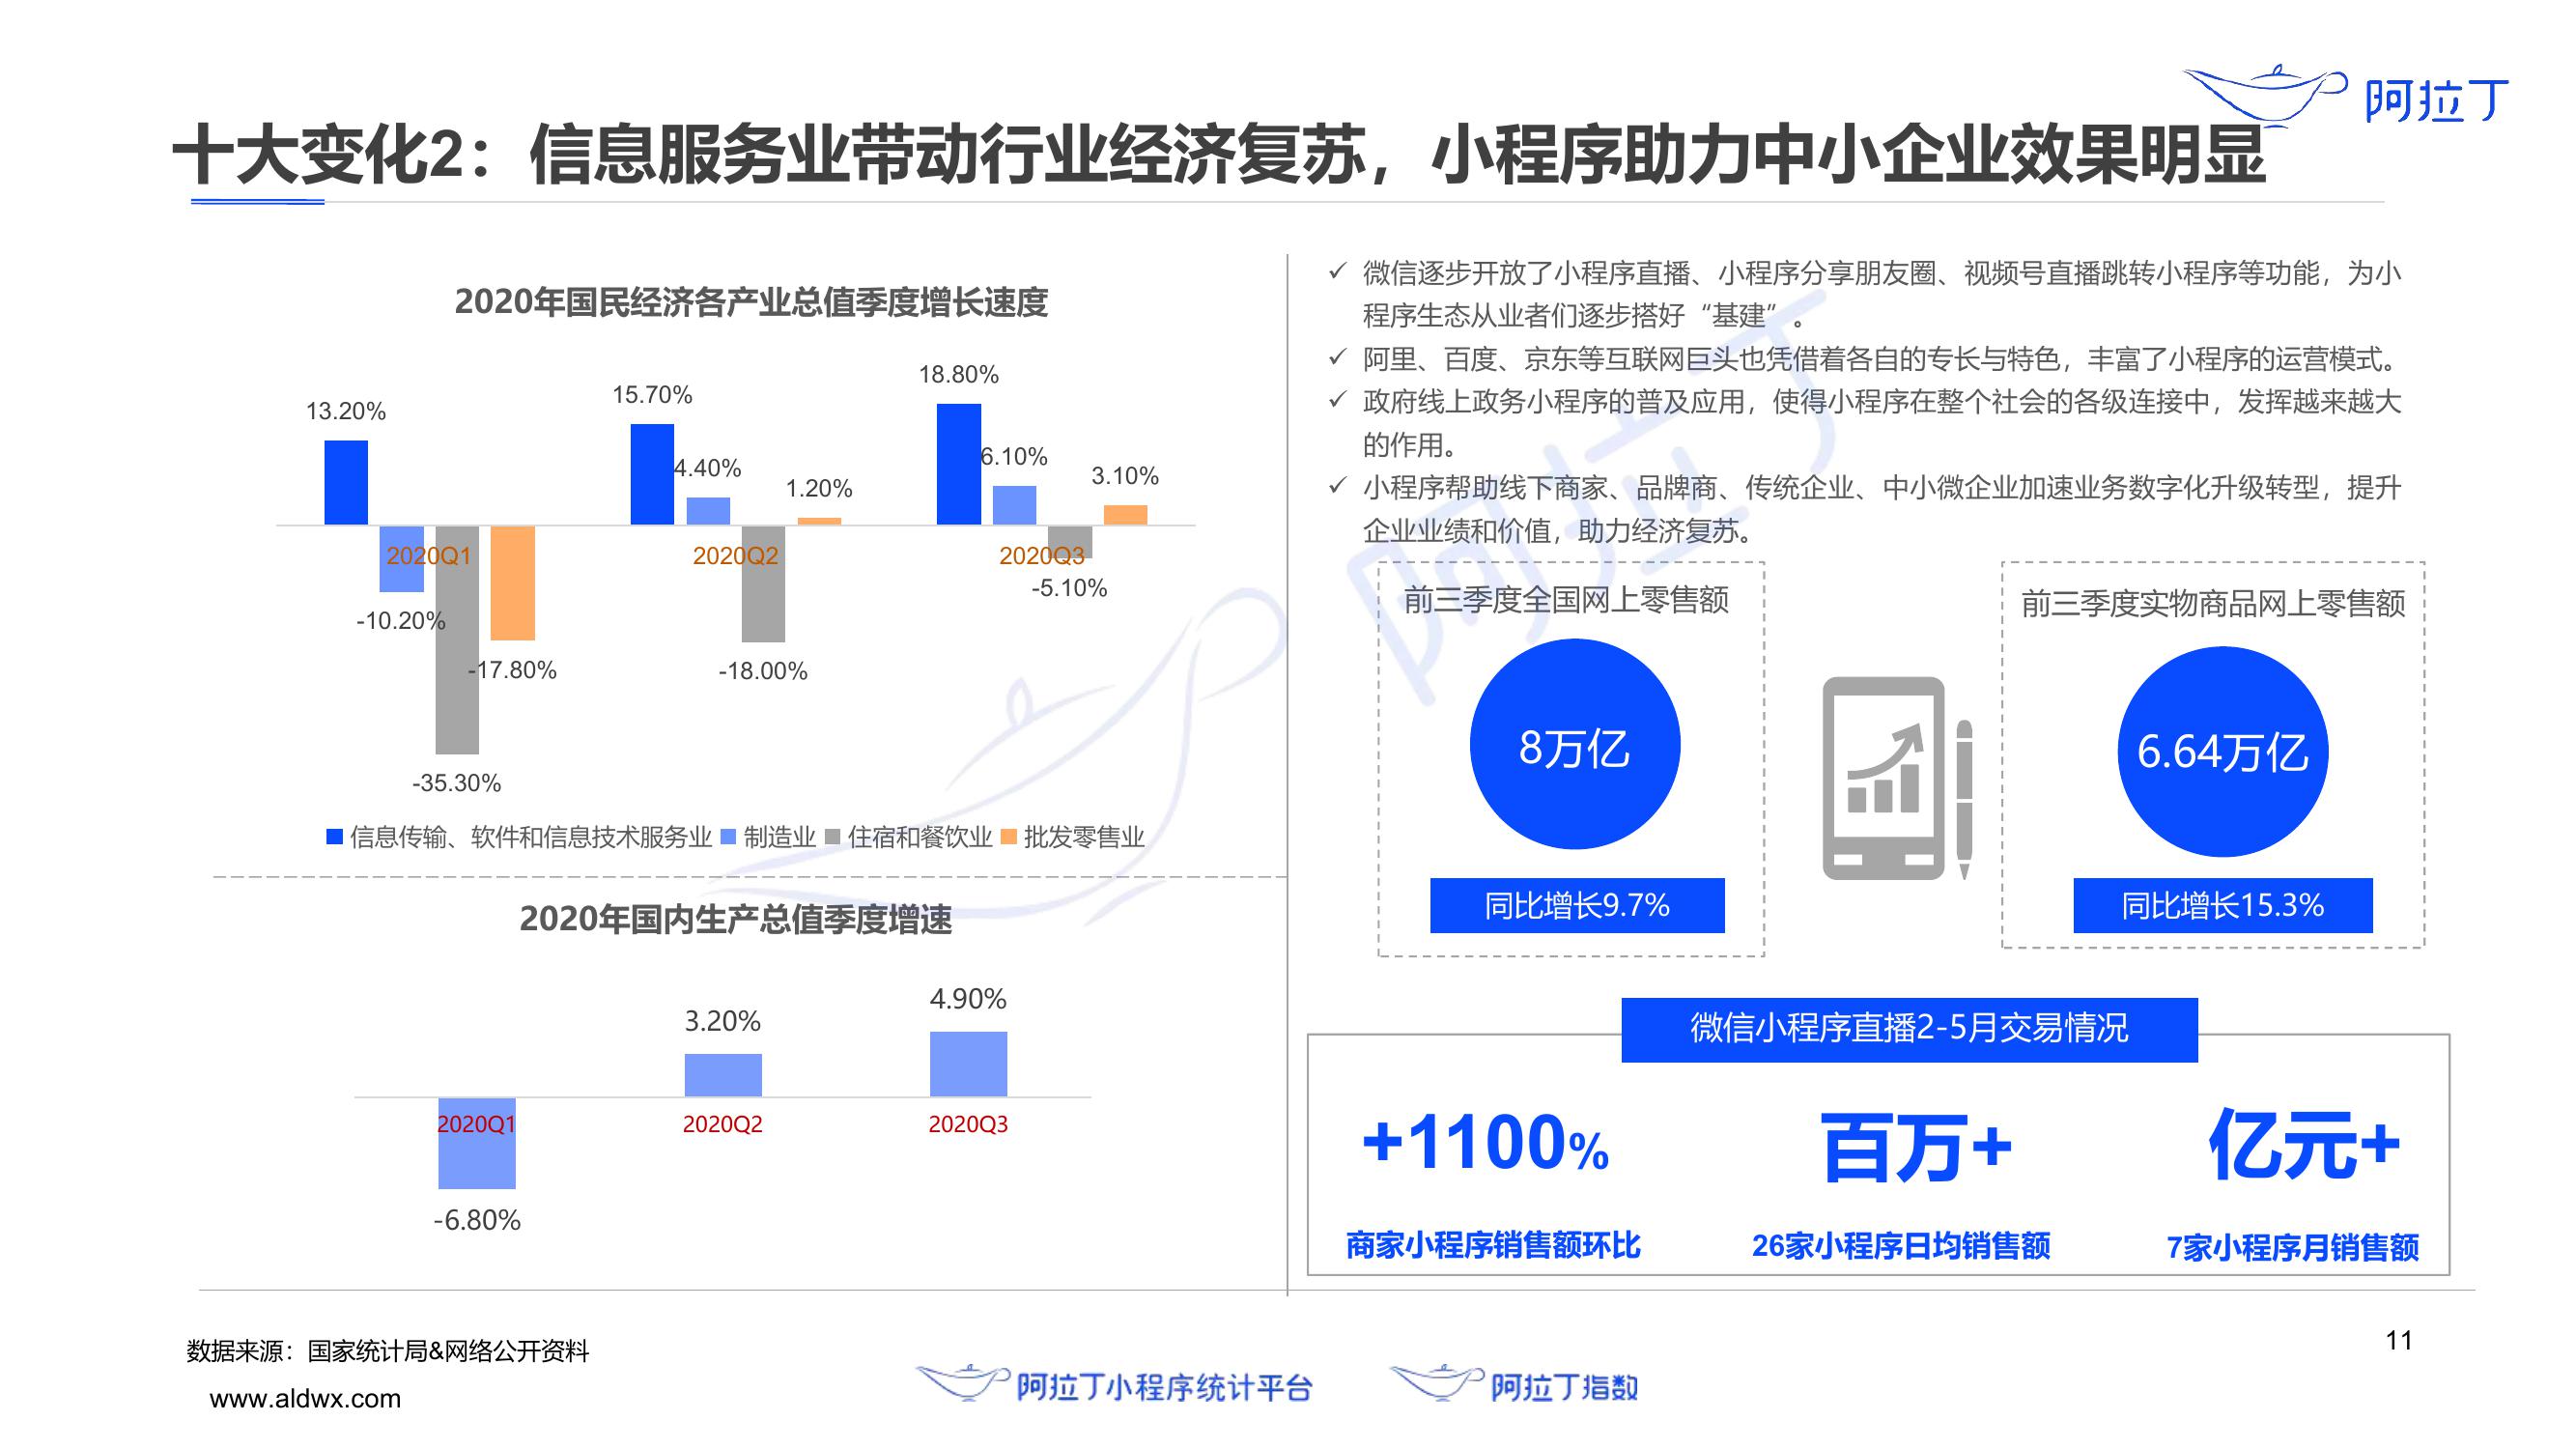 阿拉丁
十大变化2：信息服务业带动行业经济复苏，小程序助力中小企业效果明显
2020年国民经济各产业总值季度增长速度
13.20%
15.70%
18.80%
4.40%
6.10%
1.20%
3.10%
2020Q1
2020Q2
2020Q3
-10.20%
-5.10%
-17.80%
-18.00%
-35.30%
信息传输、软件和信息技术服务业 制造业 住宿和餐饮业 批发零售业
2020年国内生产总值季度增速
3.20%
4.90%
2020Q1
2020Q2
2020Q3
-6.80%
微信逐步开放了小程序直播、小程序分享朋友圈、视频号直播跳转小程序等功能，为小
程序生态从业者们逐步搭好“基建”。
阿里、百度、京东等互联网巨头也凭借着各自的专长与特色，丰富了小程序的运营模式。
政府线上政务小程序的普及应用，使得小程序在整个社会的各级连接中，发挥越来越大
的作用。
小程序帮助线下商家、品牌商、传统企业、中小微企业加速业务数字化升级转型，提升
企业业绩和价值，助力经济复苏。
前三季度全国网上零售额
8万亿
同比增长9.7%
前三季度实物商品网上零售额
6.64万亿
同比增长15.3%
微信小程序直播2-5月交易情况
+1100%
百万+
亿元+
商家小程序销售额环比
26家小程序日均销售额
7家小程序月销售额
阿拉丁
数据来源：国家统计局&网络公开资料
www.aldwx.com
阿拉丁小程序统计平台
阿拉丁指数
11